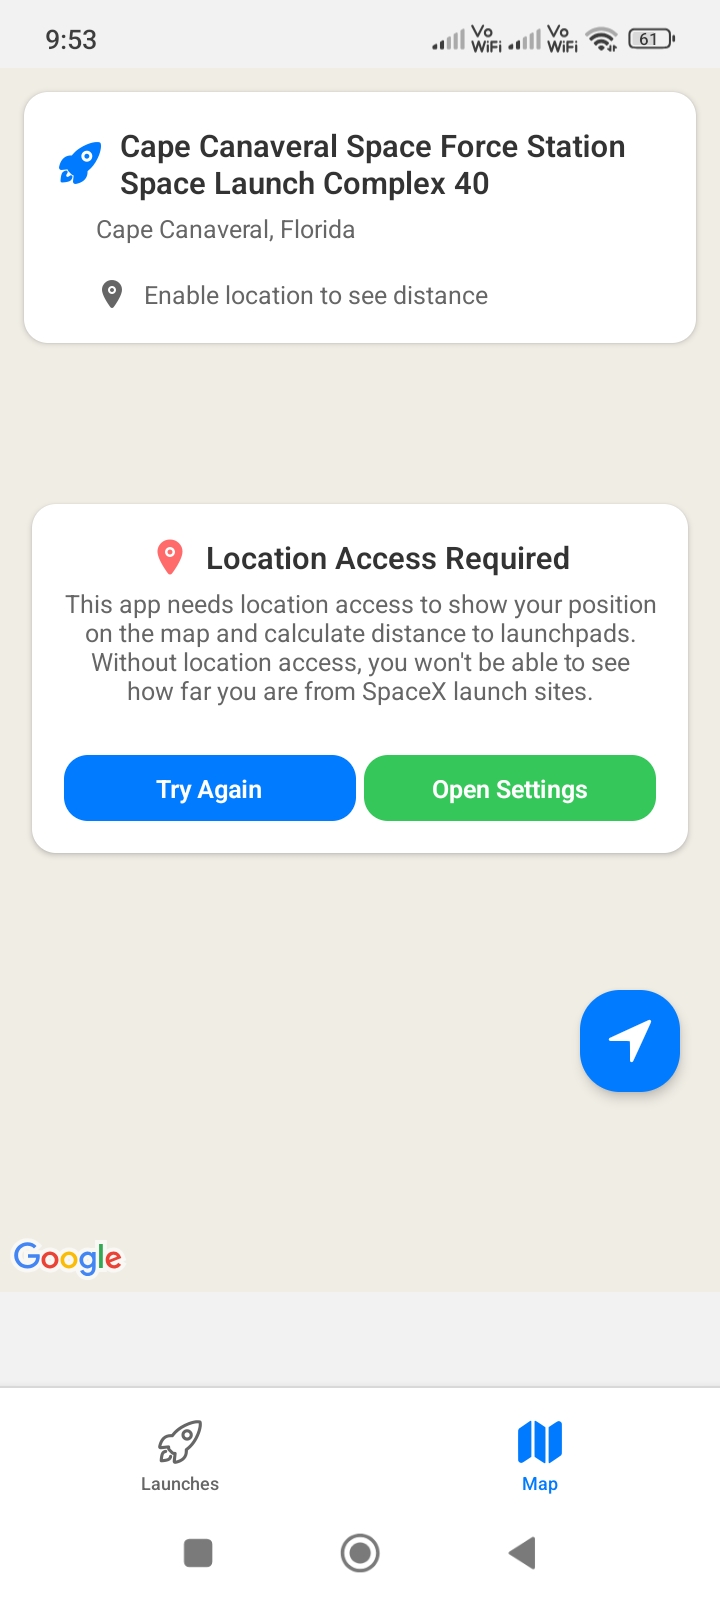 9:53
Vo WiFi Vo WiFi 61
Cape Canaveral Space Force Station
Space Launch Complex 40
Cape Canaveral, Florida
Enable location to see distance
Location Access Required
This app needs location access to show your position
on the map and calculate distance to launchpads.
Without location access, you won't be able to see
how far you are from SpaceX launch sites.
Try Again
Open Settings
Google
Launches
Map